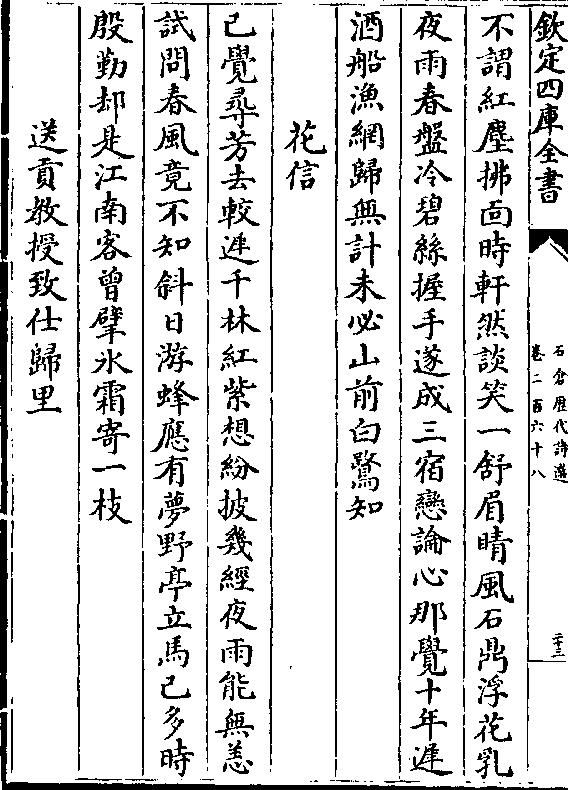 欽定四庫全書
石倉歷代詩選
卷二百六十八
二十三
不謂紅塵拂面時軒然談笑一舒眉晴風石鼎浮花乳
夜雨春盤冷碧絲握手遂成三宿戀論心那覺十年遲
酒船漁網歸無計未必山前白鷺知
花信
已覺尋芳去較遲千林紅紫想紛披幾經夜雨能無恙
試問春風竟不知斜日游蜂應有夢野亭立馬已多時
殷勤却是江南客曾擘氷霜寄一枝
送貢教授致仕歸里